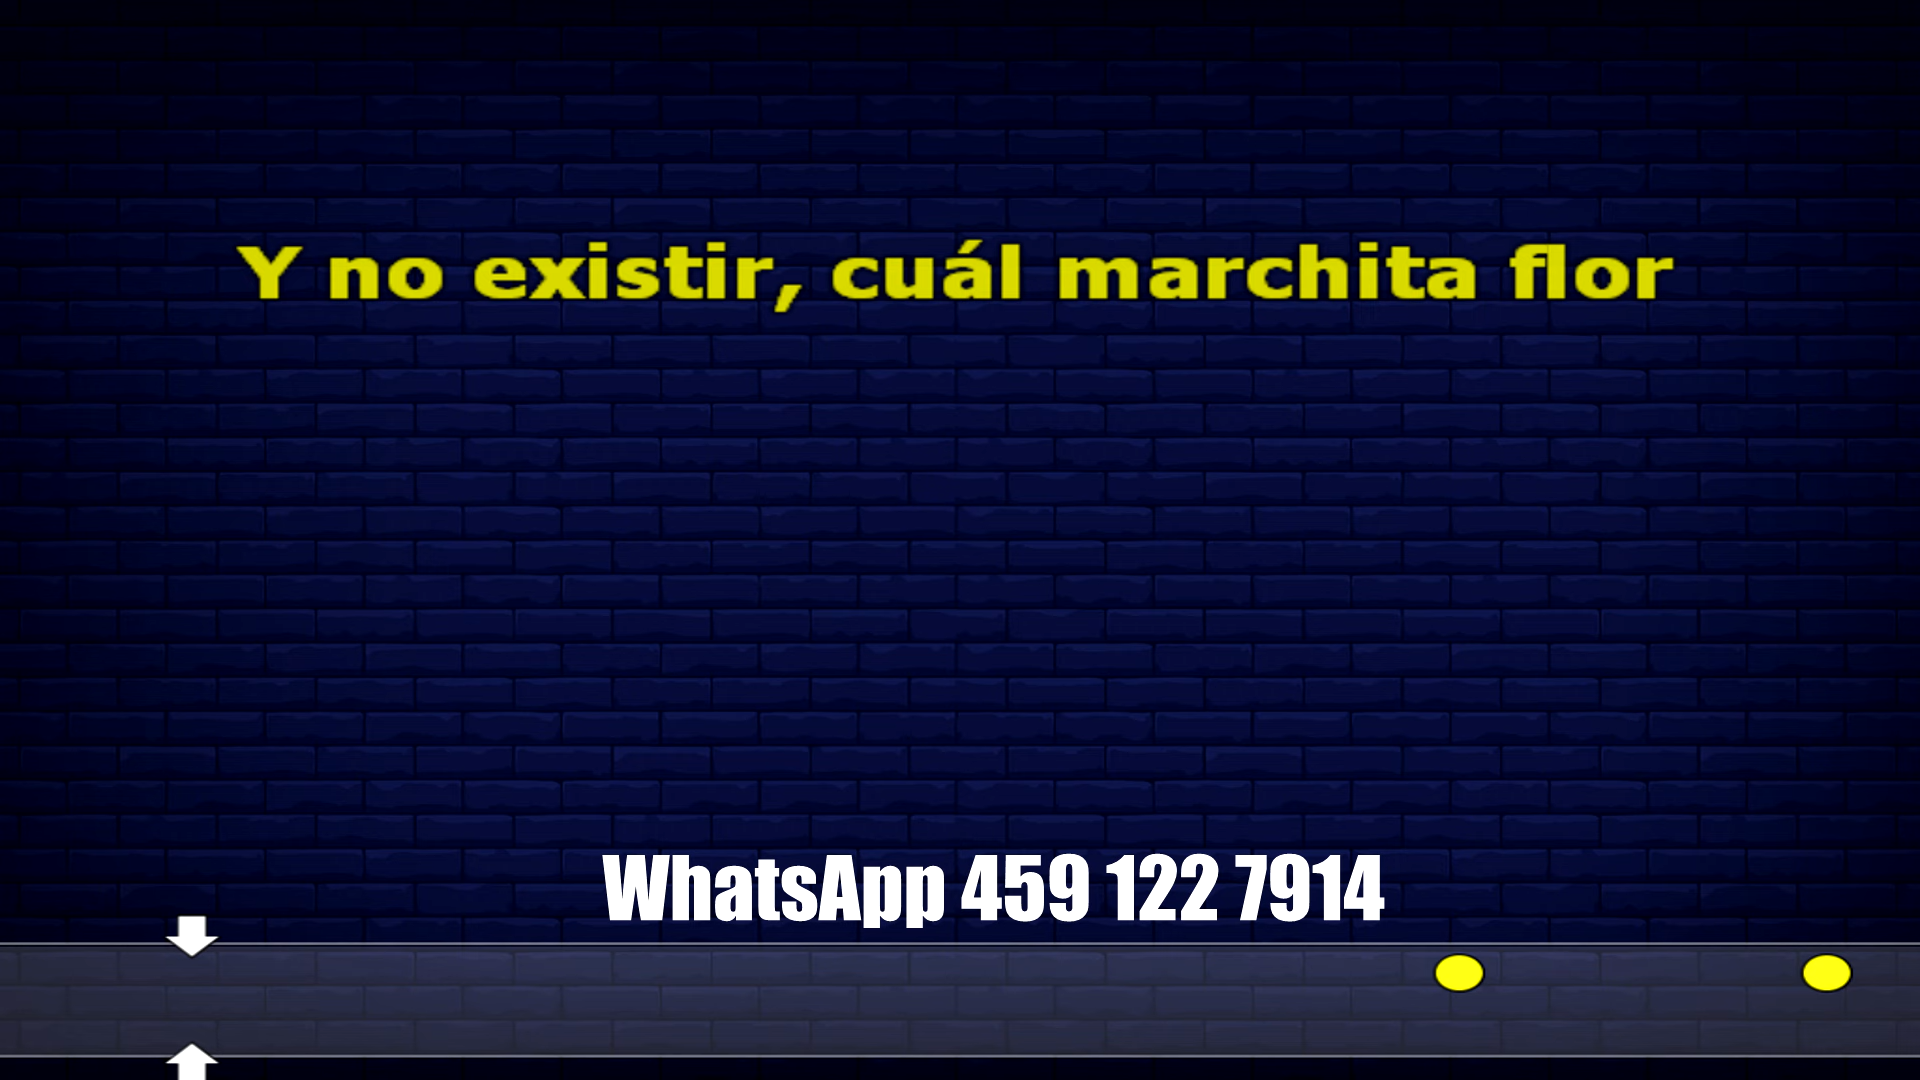 Y no existir, cuál marchita flor
WhatsApp 459 122 7914